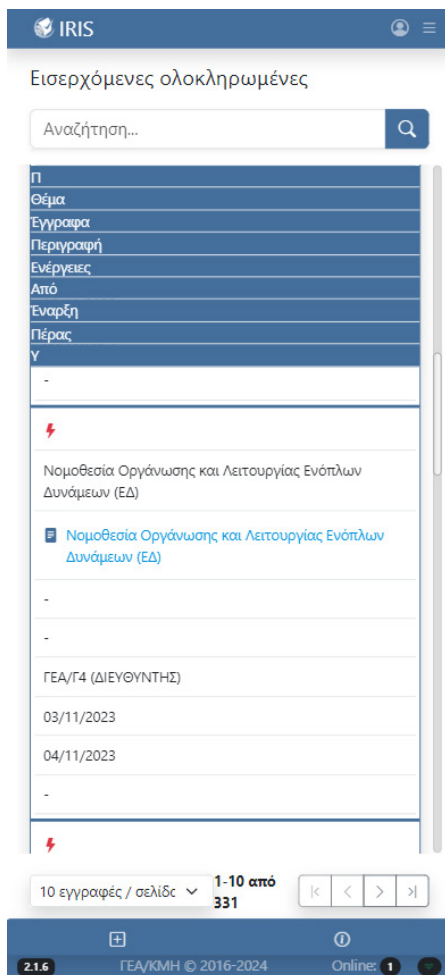 IRIS
Εισερχόμενες ολοκληρωμένες
Αναζήτηση...
Π
Θέμα
Έγγραφα
Περιγραφή
Ενέργειες
Από
Έναρξη
Πέρας
Υ
-
Νομοθεσία Οργάνωσης και Λειτουργίας Ενόπλων
Δυνάμεων (ΕΔ)
Νομοθεσία Οργάνωσης και Λειτουργίας Ενόπλων
Δυνάμεων (ΕΔ)
-
-
ΓΕΑ/Γ4 (ΔΙΕΥΘΥΝΤΗΣ)
03/11/2023
04/11/2023
-
10 εγγραφές / σελίδα
1-10 από
331
2.1.6 ΓΕΑ/ΚΜΗ © 2016-2024 Online: 1